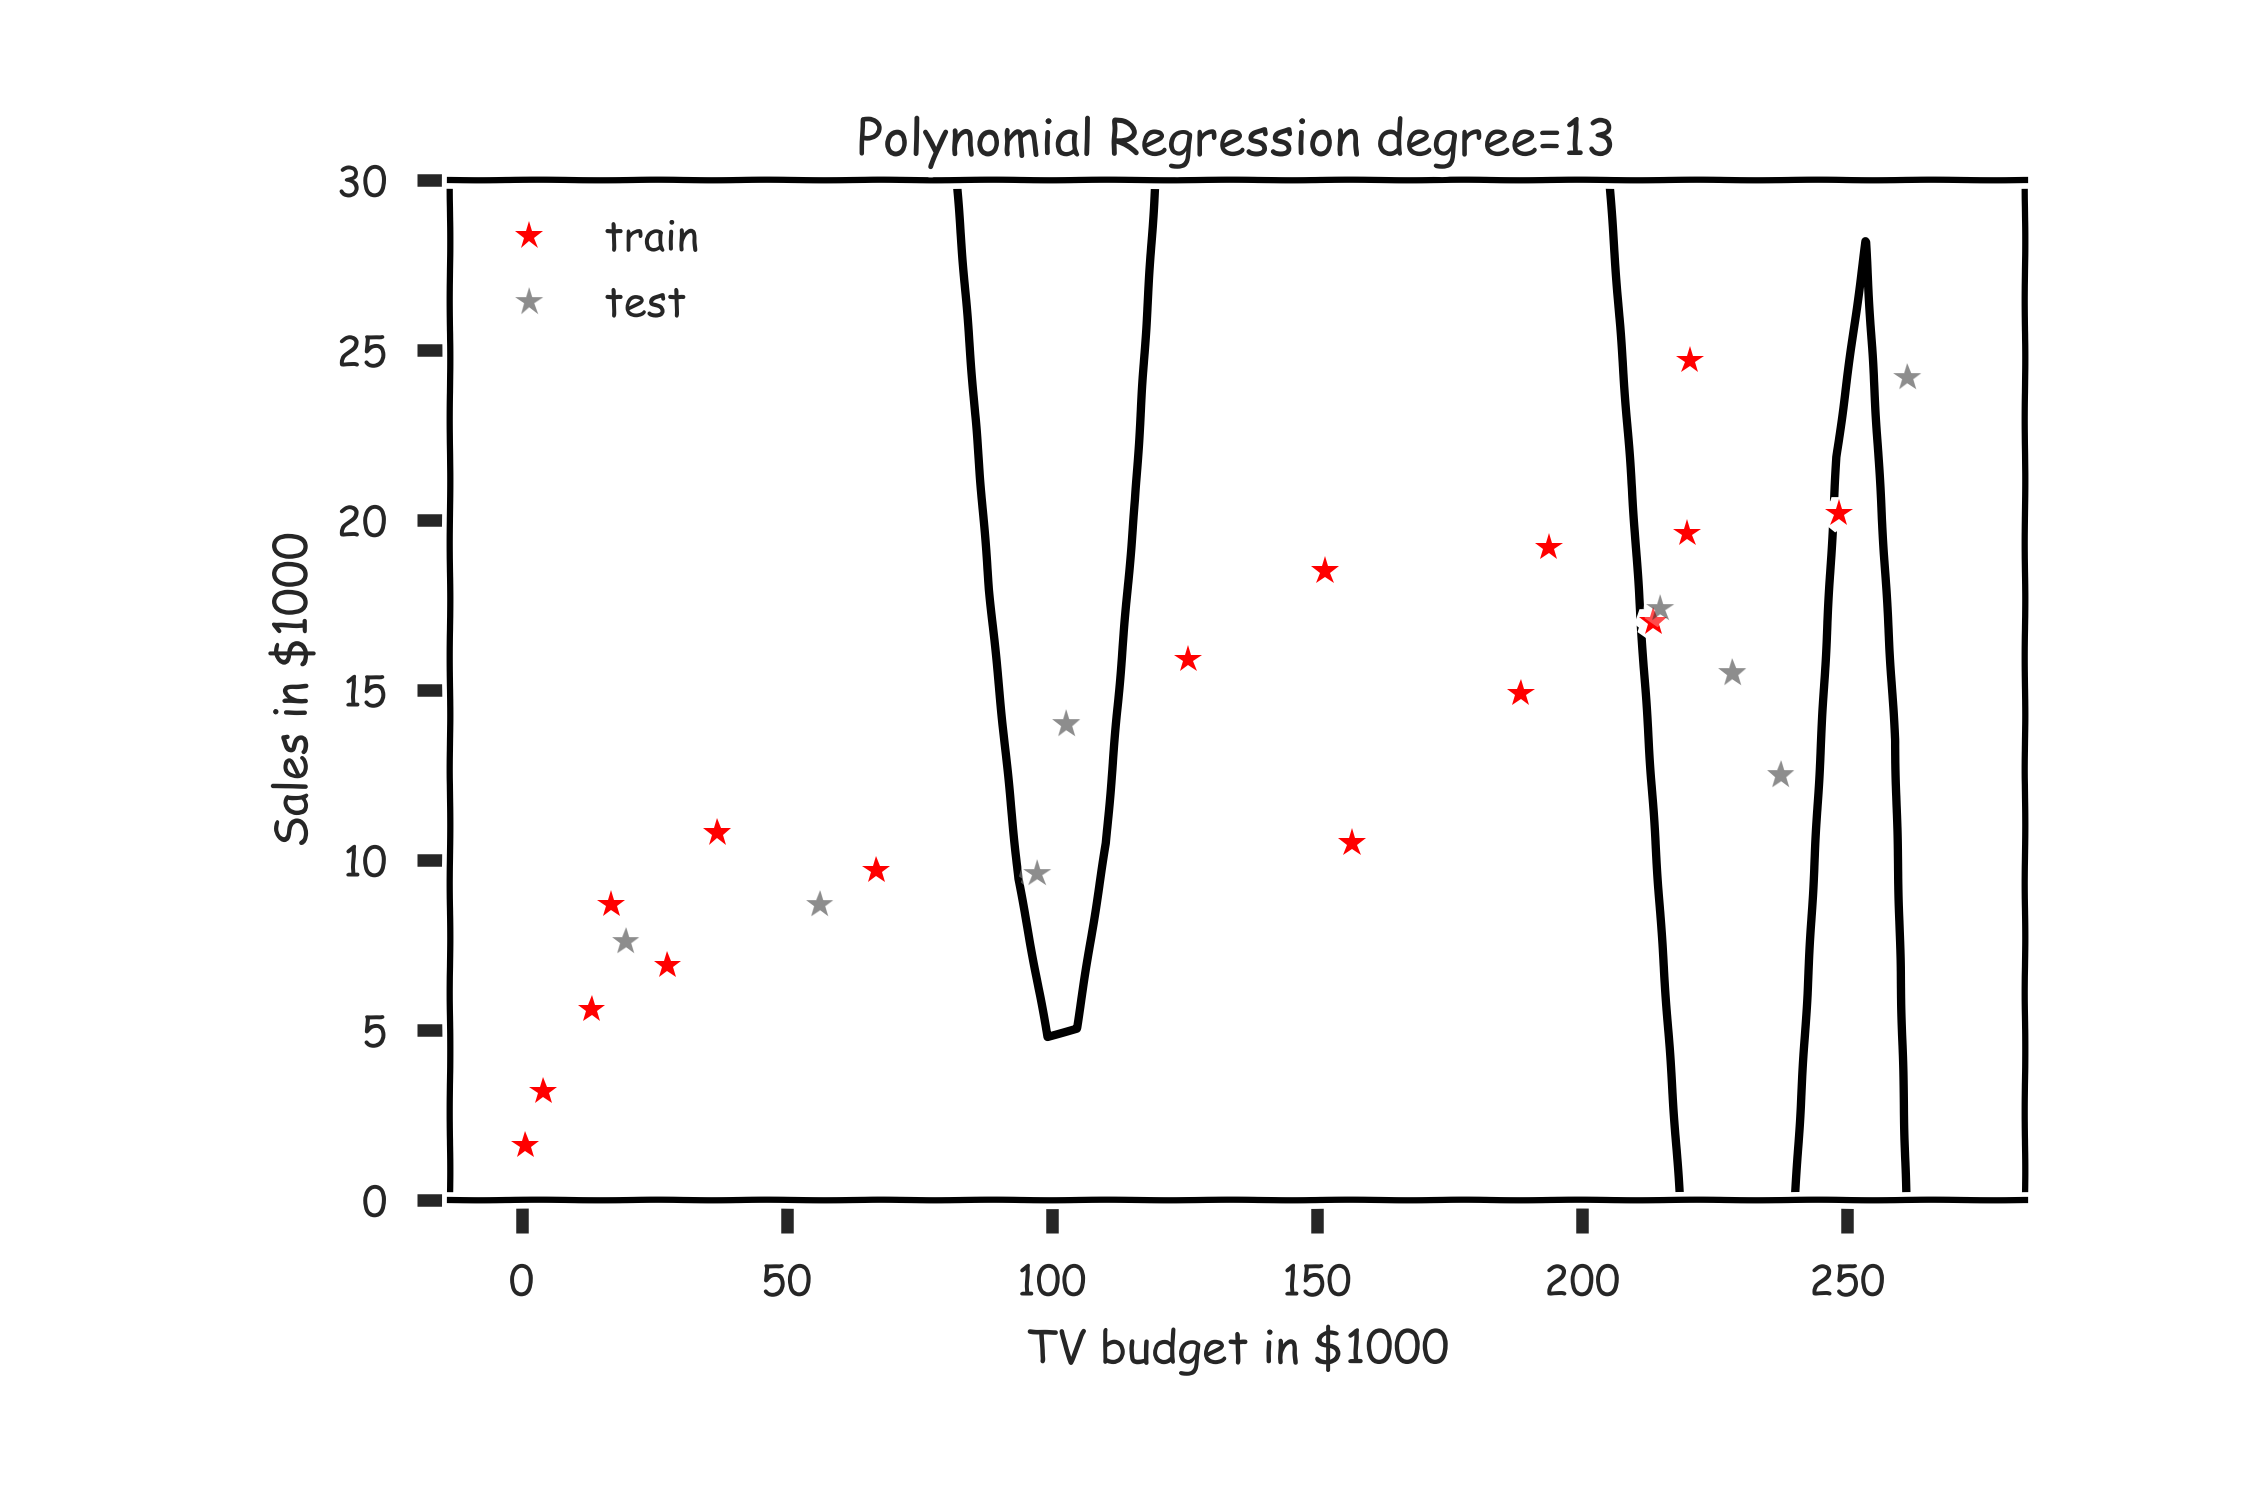 Polynomial Regression degree=13
30
25
20
15
10
5
0
Sales in $1000
train
test
0 50 100 150 200 250
TV budget in $1000